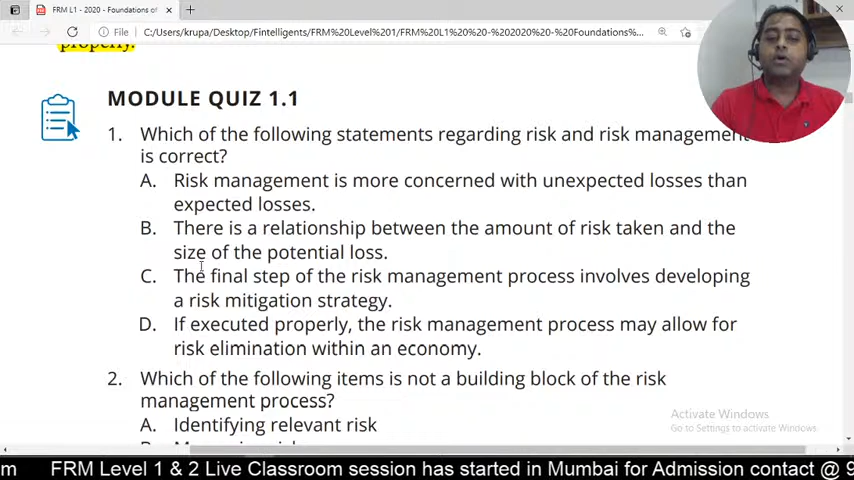 FRM L1 - 2020 - Foundations of
File
C:/Users/krupa/Desktop/Fintelligents/FRM%20Level%201/FRM%20L1%20%20-%202020%20-%20Foundations%...
properly.
MODULE QUIZ 1.1
1. Which of the following statements regarding risk and risk management
is correct?
A. Risk management is more concerned with unexpected losses than
expected losses.
B. There is a relationship between the amount of risk taken and the
size of the potential loss.
C. The final step of the risk management process involves developing
a risk mitigation strategy.
D. If executed properly, the risk management process may allow for
risk elimination within an economy.
2. Which of the following items is not a building block of the risk
management process?
A. Identifying relevant risk
Activate Windows
Go to Settings to activate Windows.
m FRM Level 1 & 2 Live Classroom session has started in Mumbai for Admission contact @ 9